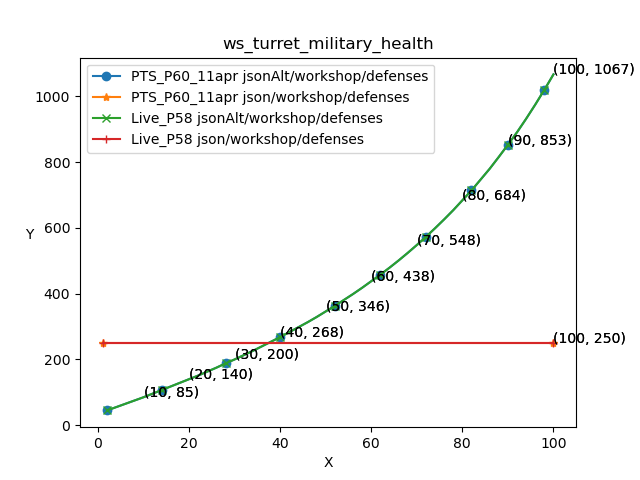 ws_turret_military_health
PTS_P60_11apr jsonAlt/workshop/defenses
PTS_P60_11apr json/workshop/defenses
Live_P58 jsonAlt/workshop/defenses
Live_P58 json/workshop/defenses
(100, 1067)
(90, 853)
(80, 684)
(70, 548)
(60, 438)
(50, 346)
(40, 268)
(100, 250)
(30, 200)
(20, 140)
(10, 85)
1000
800
600
400
200
0
Y
0 20 40 60 80 100
X